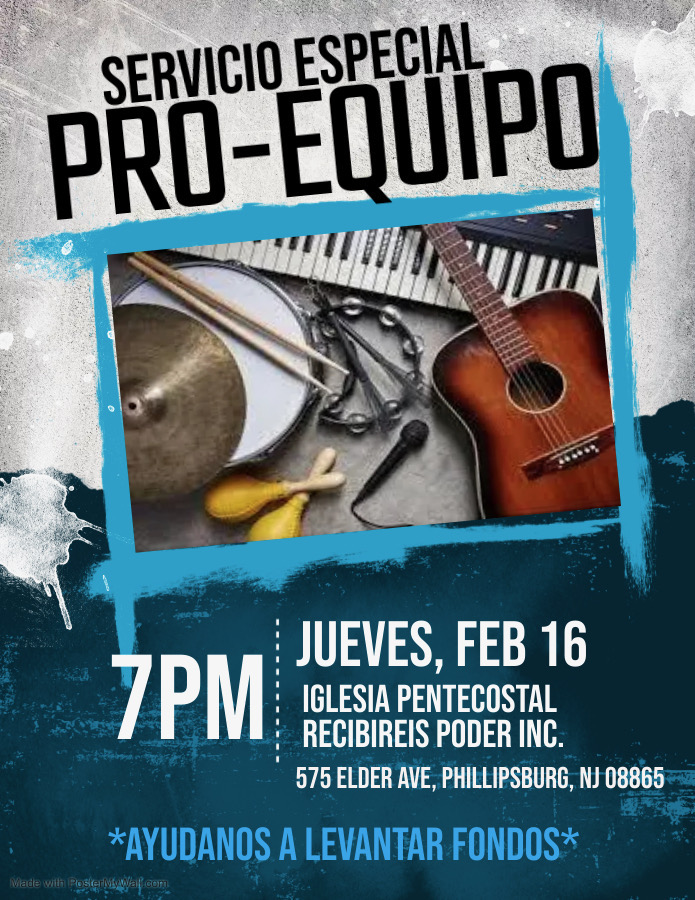 SERVICIO ESPECIAL
PRO-EQUIPO
7PM
JUEVES, FEB 16
IGLESIA PENTECOSTAL
RECIBIREIS PODER INC.
575 ELDER AVE, PHILLIPSBURG, NJ 08865
*AYUDANOS A LEVANTAR FONDOS*
Made with PosterMyWall.com